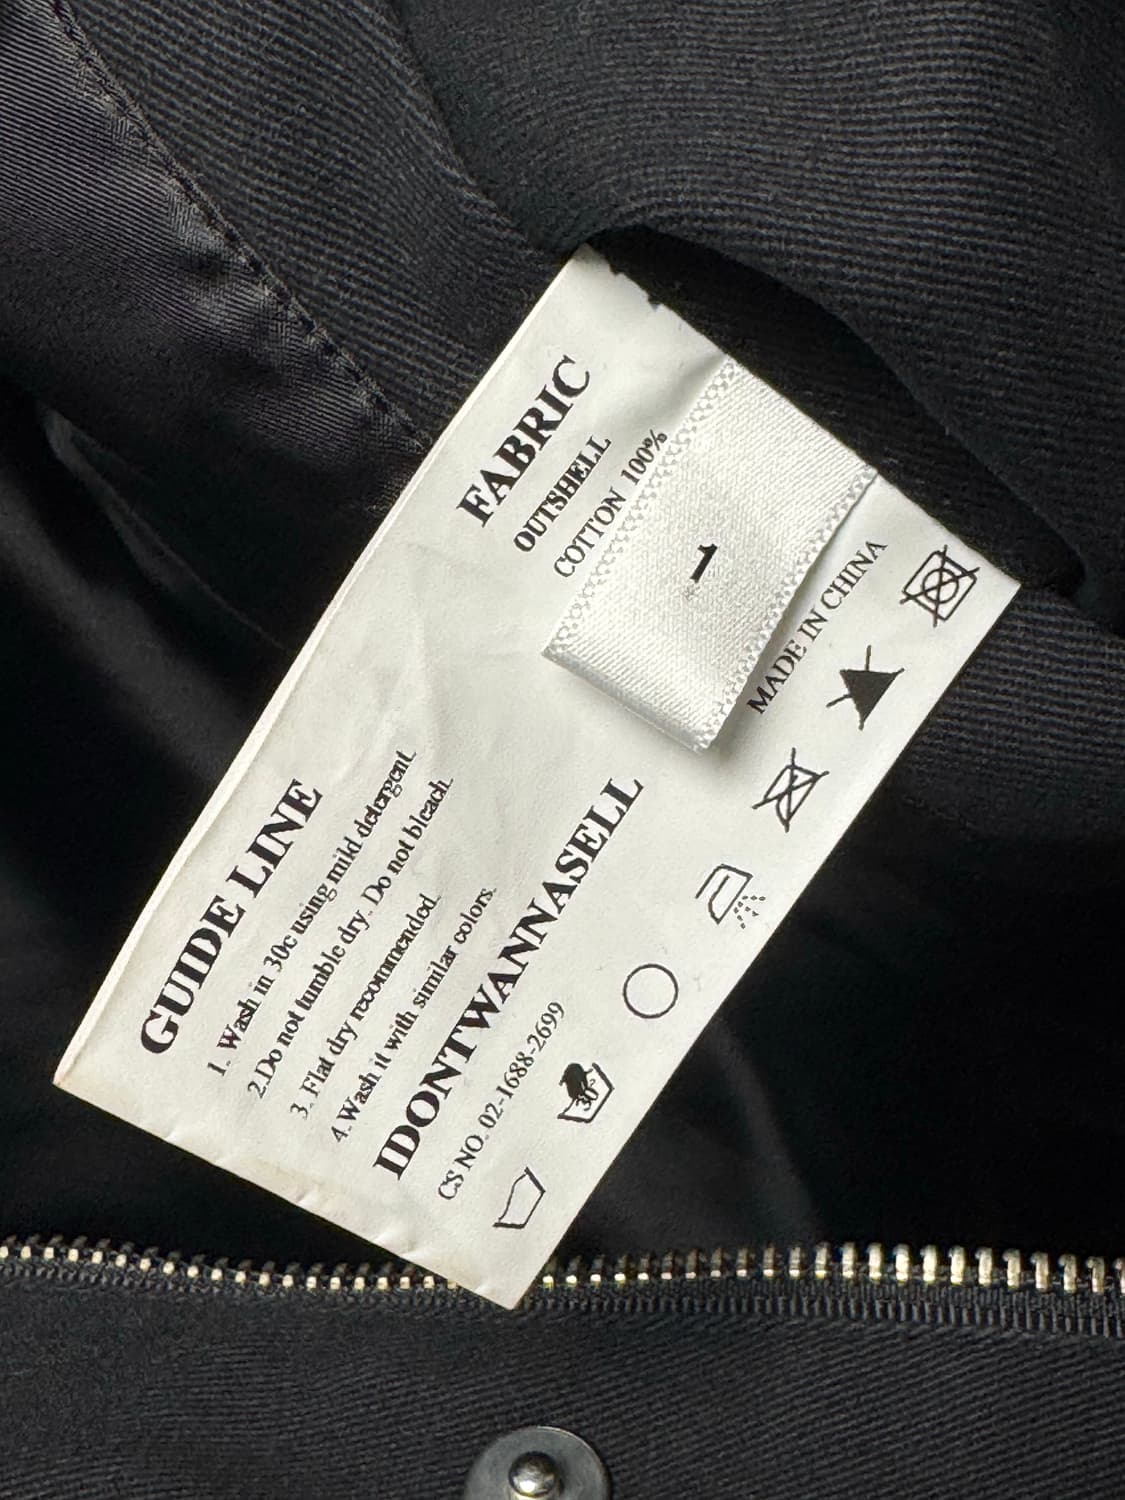 FABRIC
OUTSHELL
COTTON 100%
1
MADE IN CHINA
GUIDE LINE
1. Wash in 30c using mild detergent.
2.Do not tumble dry. Do not bleach.
3. Flat dry recommended.
4.Wash it with similar colors.
IDONTWANNASELL
CS NO. 02-1688-2699
30°